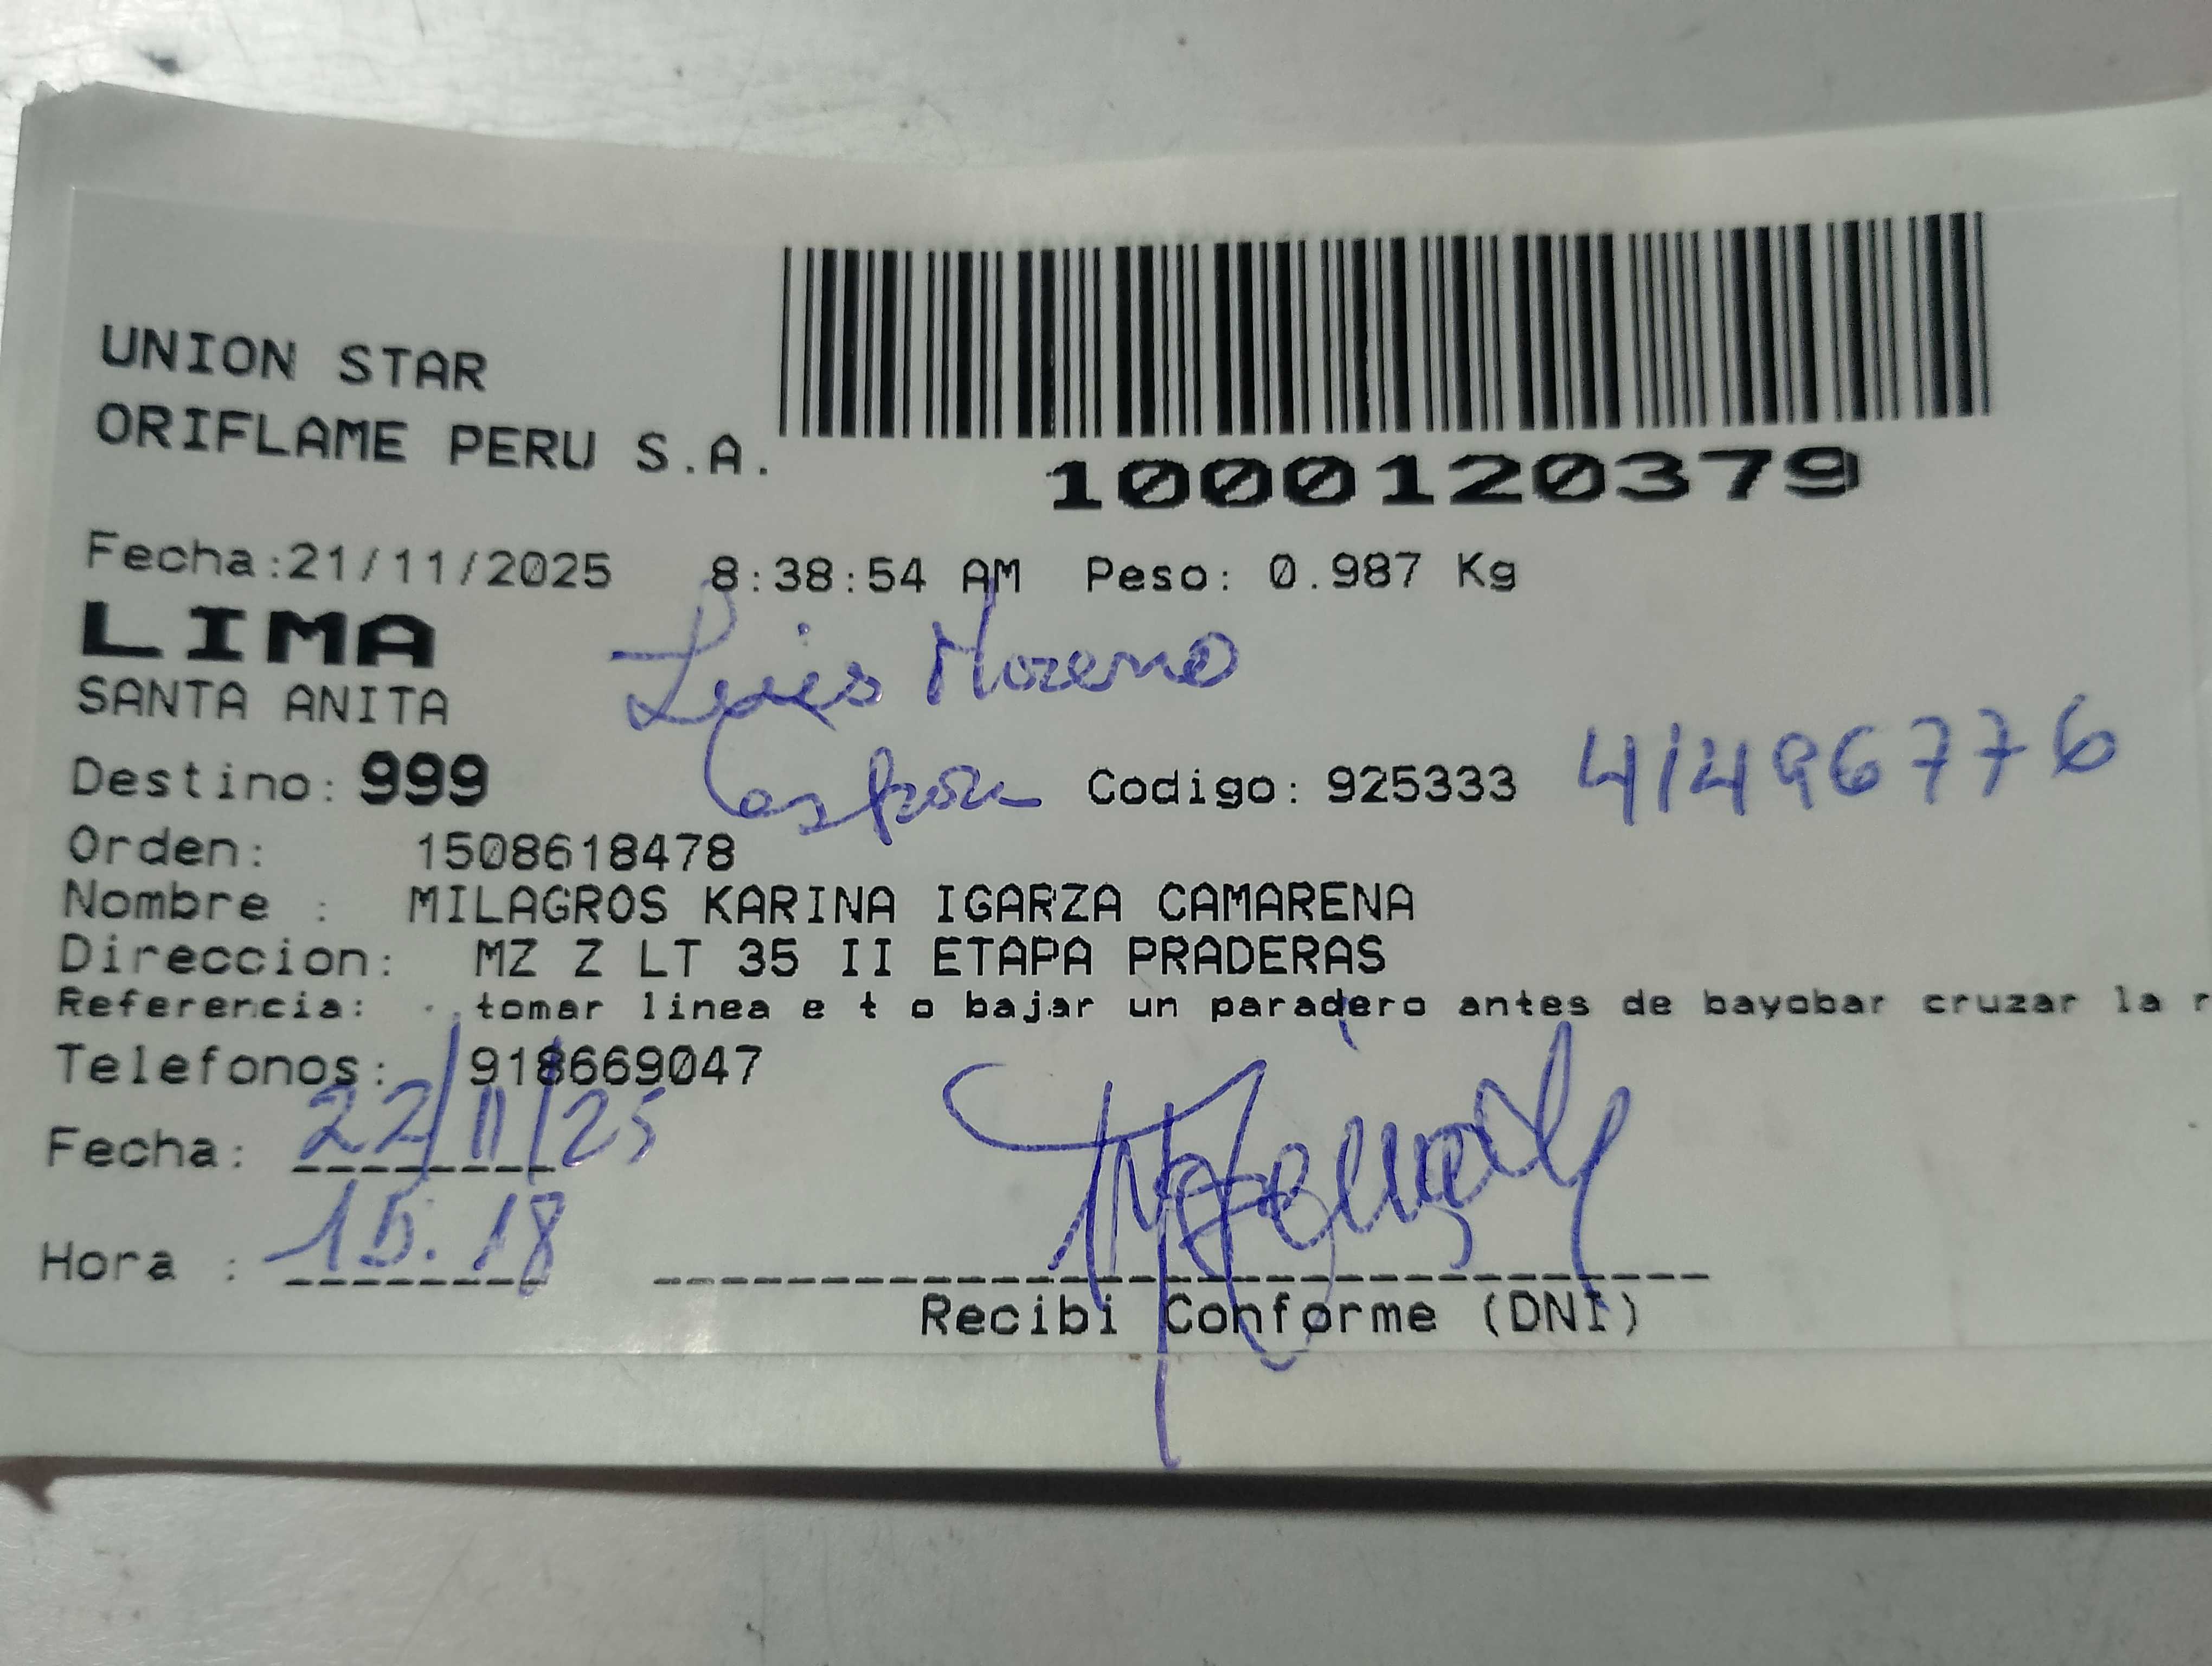 UNION STAR
ORIFLAME PERU S.A.
1000120379
Fecha:21/11/2025 8:38:54 AM Peso: 0.987 Kg
LIMA
Luis Moreno
SANTA ANITA
Destino: 999 Codigo: 925333 41496776
Orden: 1508618478
Nombre : MILAGROS KARINA IGARZA CAMARENA
Direccion: MZ Z LT 35 II ETAPA PRADERAS
Referencia: . tomar linea e t o bajar un paradero antes de bayobar cruzar la r
Telefonos: 918669047
Fecha: 22/11/25
Hora : 15.18
Recibi Conforme (DNI)